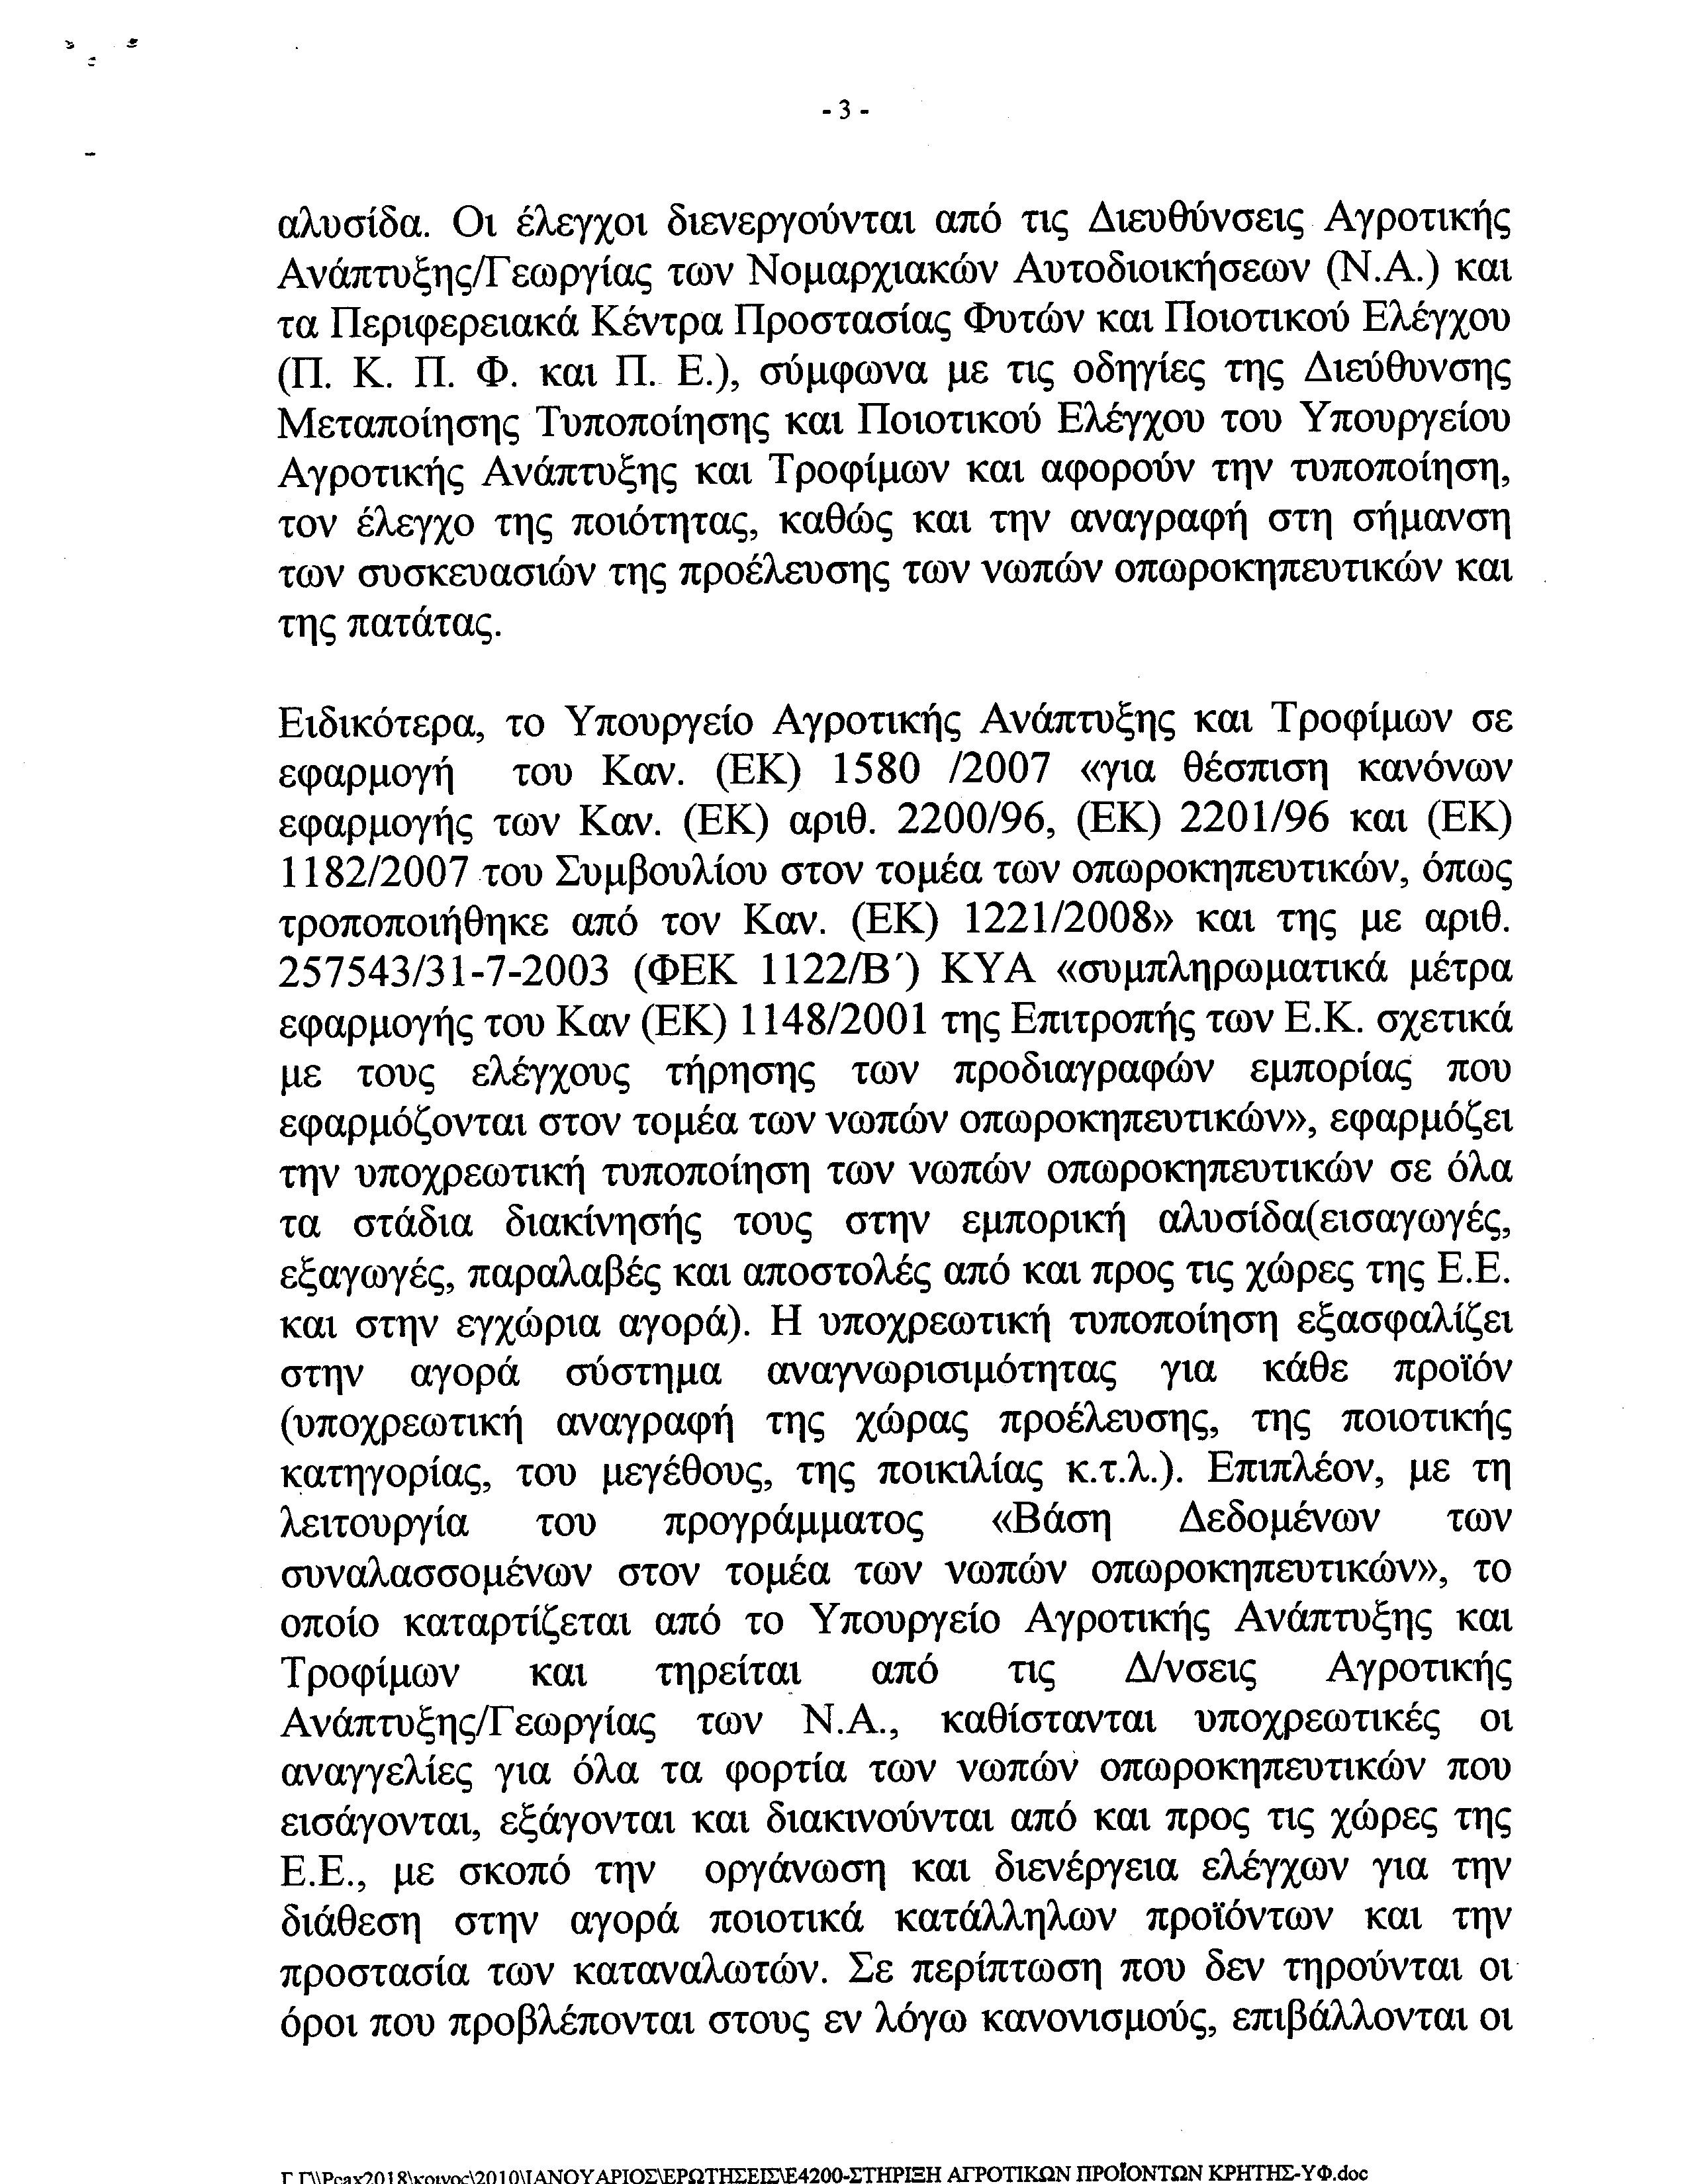 - 3 -
αλυσίδα. Οι έλεγχοι διενεργούνται από τις Διευθύνσεις Αγροτικής
Ανάπτυξης/Γεωργίας των Νομαρχιακών Αυτοδιοικήσεων (Ν.Α.) και
τα Περιφερειακά Κέντρα Προστασίας Φυτών και Ποιοτικού Ελέγχου
(Π. Κ. Π. Φ. και Π. Ε.), σύμφωνα με τις οδηγίες της Διεύθυνσης
Μεταποίησης Τυποποίησης και Ποιοτικού Ελέγχου του Υπουργείου
Αγροτικής Ανάπτυξης και Τροφίμων και αφορούν την τυποποίηση,
τον έλεγχο της ποιότητας, καθώς και την αναγραφή στη σήμανση
των συσκευασιών της προέλευσης των νωπών οπωροκηπευτικών και
της πατάτας.
Ειδικότερα, το Υπουργείο Αγροτικής Ανάπτυξης και Τροφίμων σε
εφαρμογή του Καν. (ΕΚ) 1580 /2007 «για θέσπιση κανόνων
εφαρμογής των Καν. (ΕΚ) αριθ. 2200/96, (ΕΚ) 2201/96 και (ΕΚ)
1182/2007 του Συμβουλίου στον τομέα των οπωροκηπευτικών, όπως
τροποποιήθηκε από τον Καν. (ΕΚ) 1221/2008» και της με αριθ.
257543/31-7-2003 (ΦΕΚ 1122/Β΄) ΚΥΑ «συμπληρωματικά μέτρα
εφαρμογής του Καν (ΕΚ) 1148/2001 της Επιτροπής των Ε.Κ. σχετικά
με τους ελέγχους τήρησης των προδιαγραφών εμπορίας που
εφαρμόζονται στον τομέα των νωπών οπωροκηπευτικών», εφαρμόζει
την υποχρεωτική τυποποίηση των νωπών οπωροκηπευτικών σε όλα
τα στάδια διακίνησής τους στην εμπορική αλυσίδα(εισαγωγές,
εξαγωγές, παραλαβές και αποστολές από και προς τις χώρες της Ε.Ε.
και στην εγχώρια αγορά). Η υποχρεωτική τυποποίηση εξασφαλίζει
στην αγορά σύστημα αναγνωρισιμότητας για κάθε προϊόν
(υποχρεωτική αναγραφή της χώρας προέλευσης, της ποιοτικής
κατηγορίας, του μεγέθους, της ποικιλίας κ.τ.λ.). Επιπλέον, με τη
λειτουργία του προγράμματος «Βάση Δεδομένων των
συναλασσομένων στον τομέα των νωπών οπωροκηπευτικών», το
οποίο καταρτίζεται από το Υπουργείο Αγροτικής Ανάπτυξης και
Τροφίμων και τηρείται από τις Δ/νσεις Αγροτικής
Ανάπτυξης/Γεωργίας των Ν.Α., καθίστανται υποχρεωτικές οι
αναγγελίες για όλα τα φορτία των νωπών οπωροκηπευτικών που
εισάγονται, εξάγονται και διακινούνται από και προς τις χώρες της
Ε.Ε., με σκοπό την οργάνωση και διενέργεια ελέγχων για την
διάθεση στην αγορά ποιοτικά κατάλληλων προϊόντων και την
προστασία των καταναλωτών. Σε περίπτωση που δεν τηρούνται οι
όροι που προβλέπονται στους εν λόγω κανονισμούς, επιβάλλονται οι
Γ Γ\\Pcax2018\κοινος\2010\ΙΑΝΟΥΑΡΙΟΣ\ΕΡΩΤΗΣΕΙΣ\Ε4200-ΣΤΗΡΙΞΗ ΑΓΡΟΤΙΚΩΝ ΠΡΟΪΟΝΤΩΝ ΚΡΗΤΗΣ-ΥΦ.doc